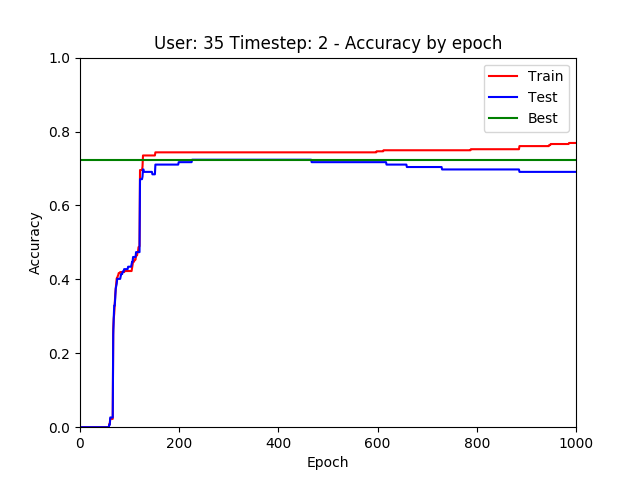 User: 35 Timestep: 2 - Accuracy by epoch
1.0
0.8
0.6
0.4
0.2
0.0
Accuracy
Train
Test
Best
0 200 400 600 800 1000
Epoch